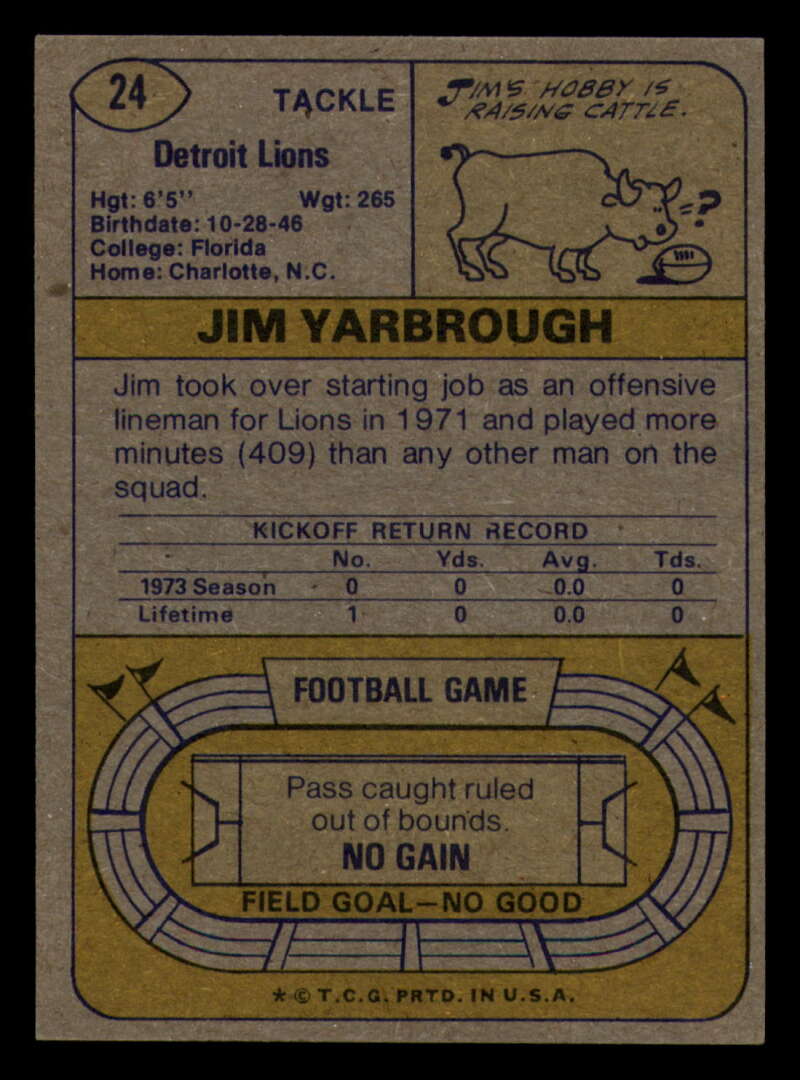 24
TACKLE
Detroit Lions
Hgt: 6'5" Wgt: 265
Birthdate: 10-28-46
College: Florida
Home: Charlotte, N.C.
JIM'S HOBBY IS
RAISING CATTLE.
=?
JIM YARBROUGH
Jim took over starting job as an offensive
lineman for Lions in 1971 and played more
minutes (409) than any other man on the
squad.
KICKOFF RETURN RECORD
No. Yds. Avg. Tds.
1973 Season 0 0 0.0 0
Lifetime 1 0 0.0 0
FOOTBALL GAME
Pass caught ruled
out of bounds.
NO GAIN
FIELD GOAL—NO GOOD
* © T.C.G. PRTD. IN U.S.A.